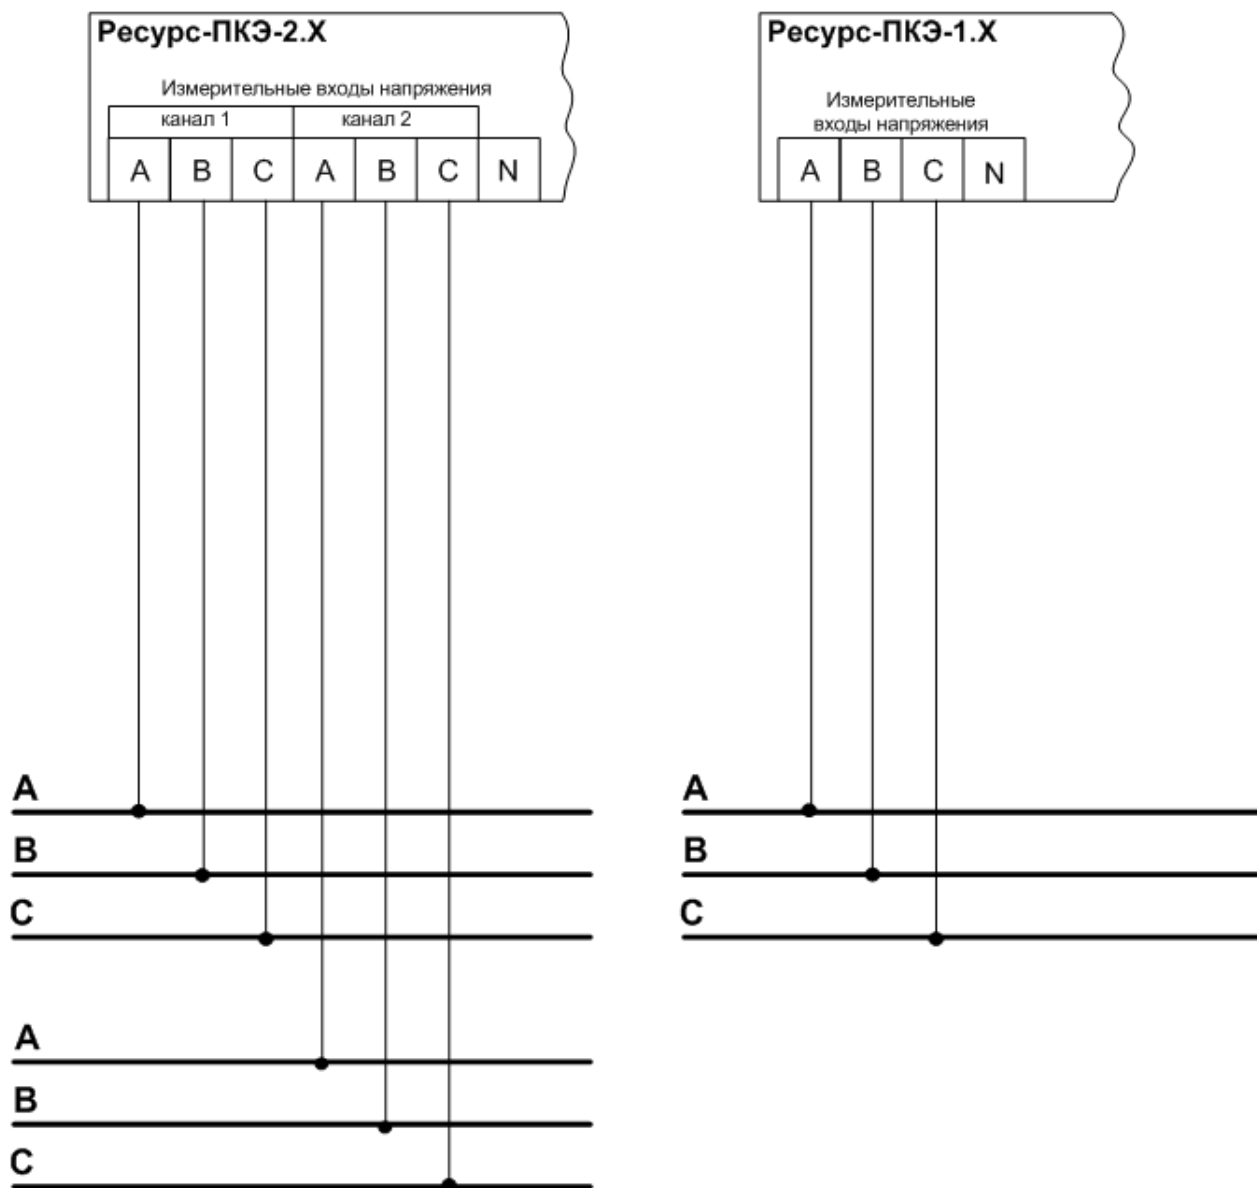 Ресурс-ПКЭ-2.Х
Измерительные входы напряжения
канал 1 канал 2
A B C A B C N
A
B
C
A
B
C
Ресурс-ПКЭ-1.Х
Измерительные
входы напряжения
A B C N
A
B
C